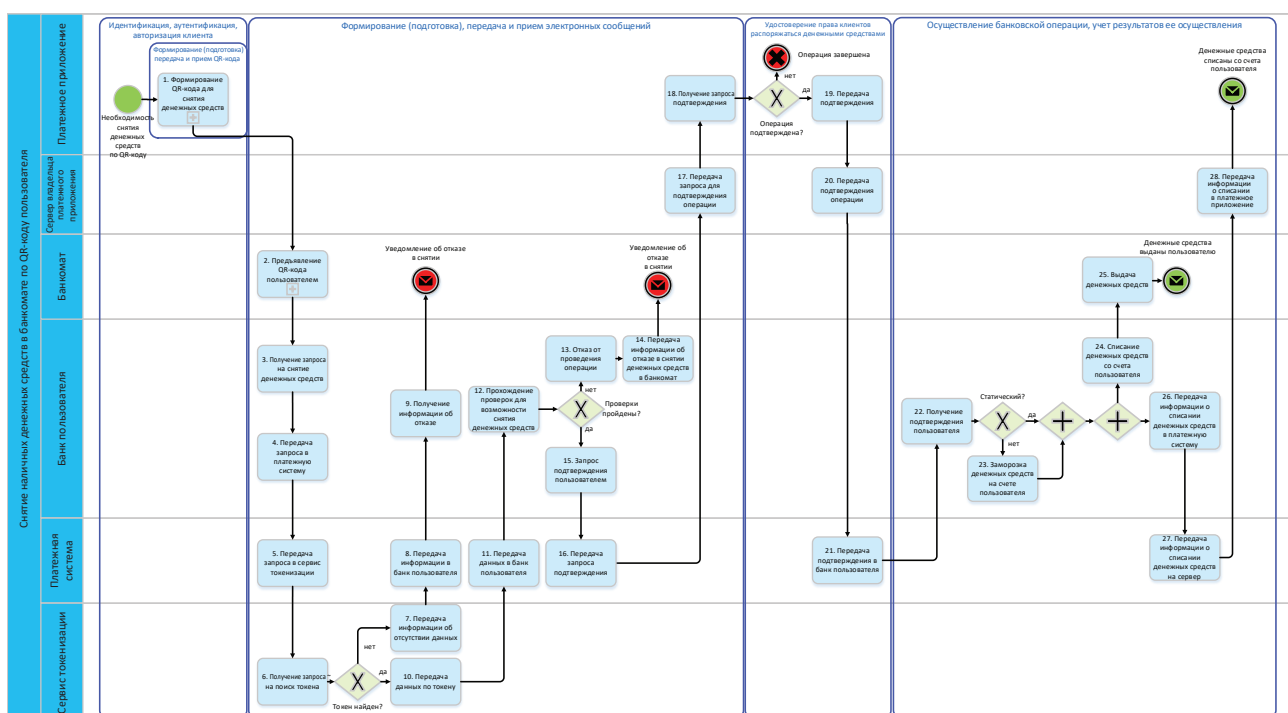 Снятие наличных денежных средств в банкомате по QR-коду пользователя
Платежное приложение
Сервер владельца
платежного
приложения
Банкомат
Банк пользователя
Платежная
система
Сервис токенизации
Идентификация, аутентификация,
авторизация клиента
Формирование (подготовка)
передача и прием QR-кода
1. Формирование
QR-кода для
снятия
денежных средств
Необходимость
снятия
денежных
средств
по QR-коду
Формирование (подготовка), передача и прием электронных сообщений
2. Предъявление
QR-кода
пользователем
3. Получение запроса
на снятие
денежных средств
4. Передача
запроса в
платежную
систему
5. Передача
запроса в сервис
токенизации
6. Получение запроса
на поиск токена
Токен найден?
нет
да
7. Передача
информации об
отсутствии данных
8. Передача
информации в
банк пользователя
9. Получение
информации об
отказе
Уведомление об отказе
в снятии
10. Передача
данных по токену
11. Передача
данных в банк
пользователя
12. Прохождение
проверок для
возможности
снятия
денежных средств
Проверки
пройдены?
нет
да
13. Отказ от
проведения
операции
14. Передача
информации об
отказе в снятии
денежных средств
в банкомат
Уведомление об
отказе
в снятии
15. Запрос
подтверждения
пользователем
16. Передача
запроса
подтверждения
17. Передача
запроса для
подтверждения
операции
18. Получение запроса
подтверждения
Удостоверение права клиентов
распоряжаться денежными средствами
Операция завершена
нет
да
Операция
подтверждена?
19. Передача
подтверждения
20. Передача
подтверждения
операции
21. Передача
подтверждения в
банк пользователя
Осуществление банковской операции, учет результатов ее осуществления
22. Получение
подтверждения
пользователя
Статический?
да
нет
23. Заморозка
денежных средств
на счете
пользователя
24. Списание
денежных средств
со счета
пользователя
25. Выдача
денежных средств
Денежные средства
выданы пользователю
26. Передача
информации о
списании
денежных средств
в платежную
систему
27. Передача
информации о
списании
денежных средств
на сервер
28. Передача
информации
о списании
в платежное
приложение
Денежные средства
списаны со счета
пользователя